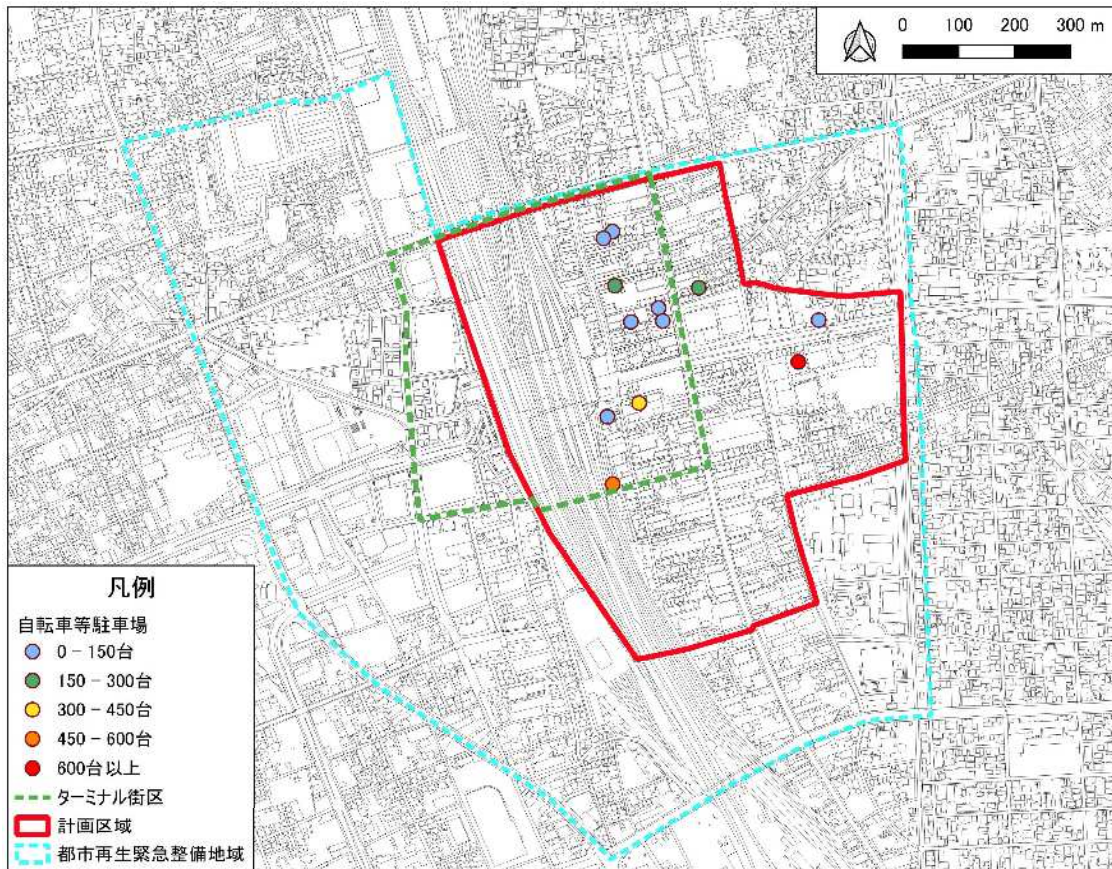 0 100 200 300 m
凡例
自転車等駐車場
0 - 150台
150 - 300台
300 - 450台
450 - 600台
600台以上
ターミナル街区
計画区域
都市再生緊急整備地域